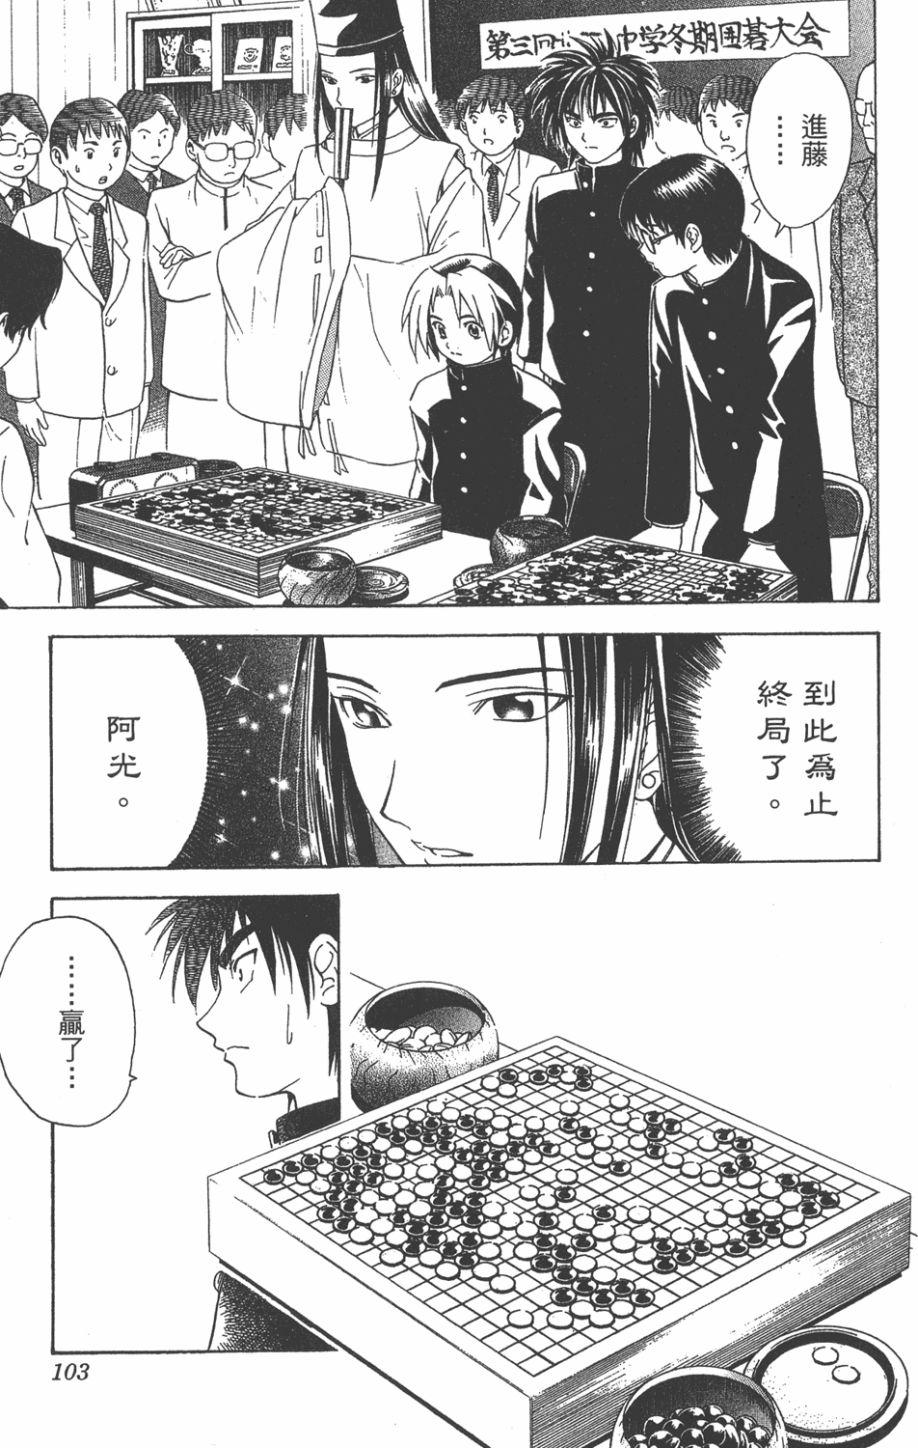 第三回
中学冬期囲碁大会
進藤
……
到此為止
終局了。
阿光。
……贏了…
103